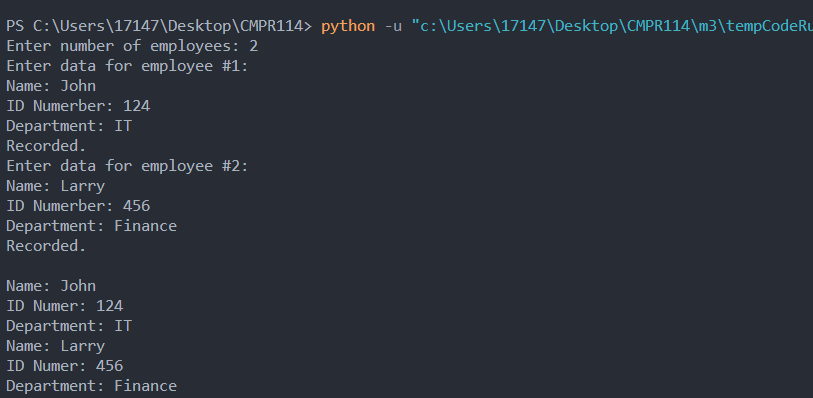 PS C:\Users\17147\Desktop\CMPR114> python -u "c:\Users\17147\Desktop\CMPR114\m3\tempCodeRu
Enter number of employees: 2
Enter data for employee #1:
Name: John
ID Numerber: 124
Department: IT
Recorded.
Enter data for employee #2:
Name: Larry
ID Numerber: 456
Department: Finance
Recorded.
Name: John
ID Numer: 124
Department: IT
Name: Larry
ID Numer: 456
Department: Finance